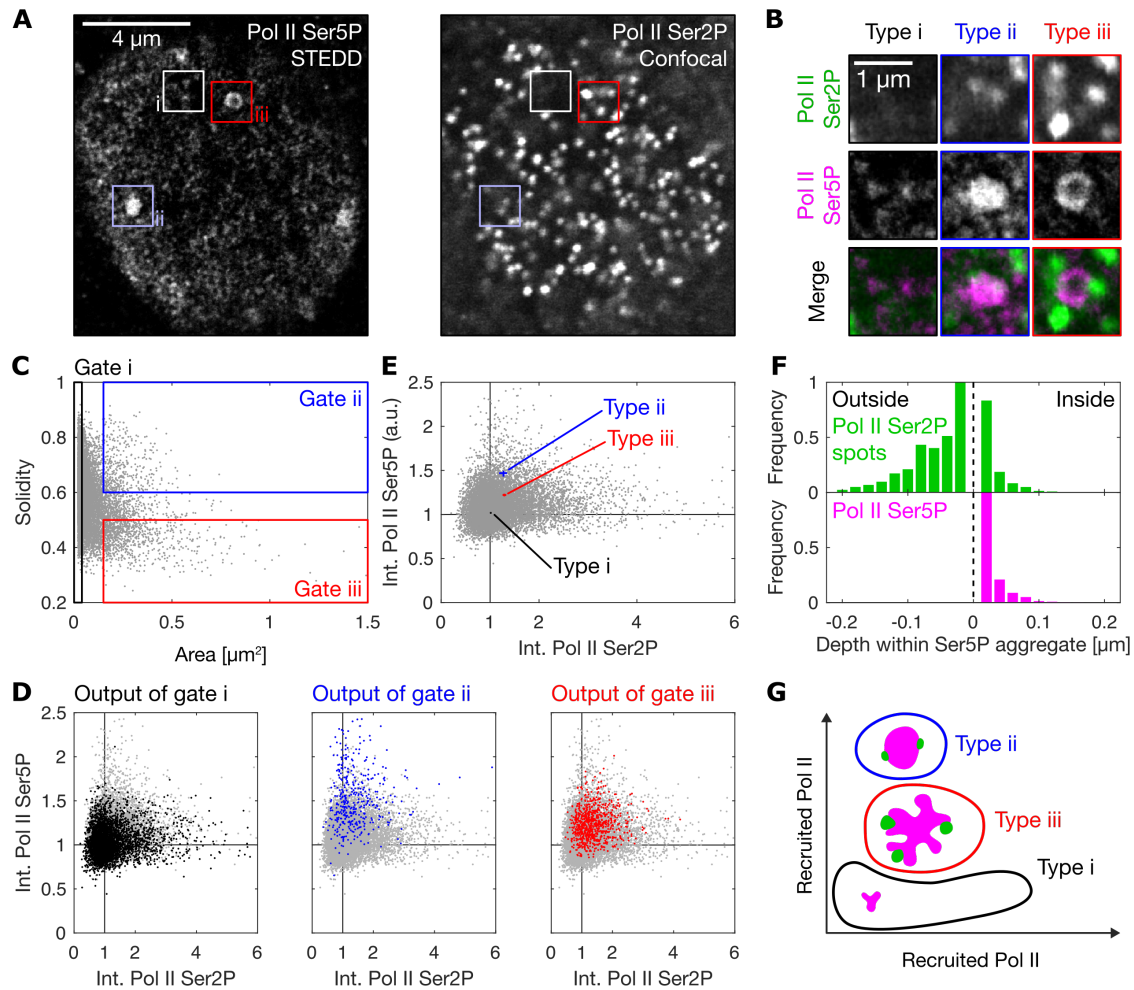 A
Pol II Ser5P
STEDD
4 µm
i
iii
ii
Pol II Ser2P
Confocal
B
Type i
Type ii
Type iii
1 µm
Pol II
Ser2P
Pol II
Ser5P
Merge
C
Gate i
Gate ii
Gate iii
Solidity
1
0.8
0.6
0.4
0.2
0
0.5
1
1.5
Area [µm²]
E
Int. Pol II Ser5P (a.u.)
2.5
2
1.5
1
0.5
0
Type ii
Type iii
Type i
0
2
4
6
Int. Pol II Ser2P
F
Outside
Inside
Pol II Ser2P
spots
Pol II Ser5P
Frequency
Frequency
1
0.5
0
1
0.5
0
-0.2
-0.1
0
0.1
0.2
Depth within Ser5P aggregate [µm]
D
Output of gate i
Output of gate ii
Output of gate iii
Int. Pol II Ser5P
2.5
2
1.5
1
0.5
0
0 1 2 4 6
0 1 2 4 6
0 1 2 4 6
Int. Pol II Ser2P
Int. Pol II Ser2P
Int. Pol II Ser2P
G
Type ii
Type iii
Type i
Recruited Pol II
Recruited Pol II